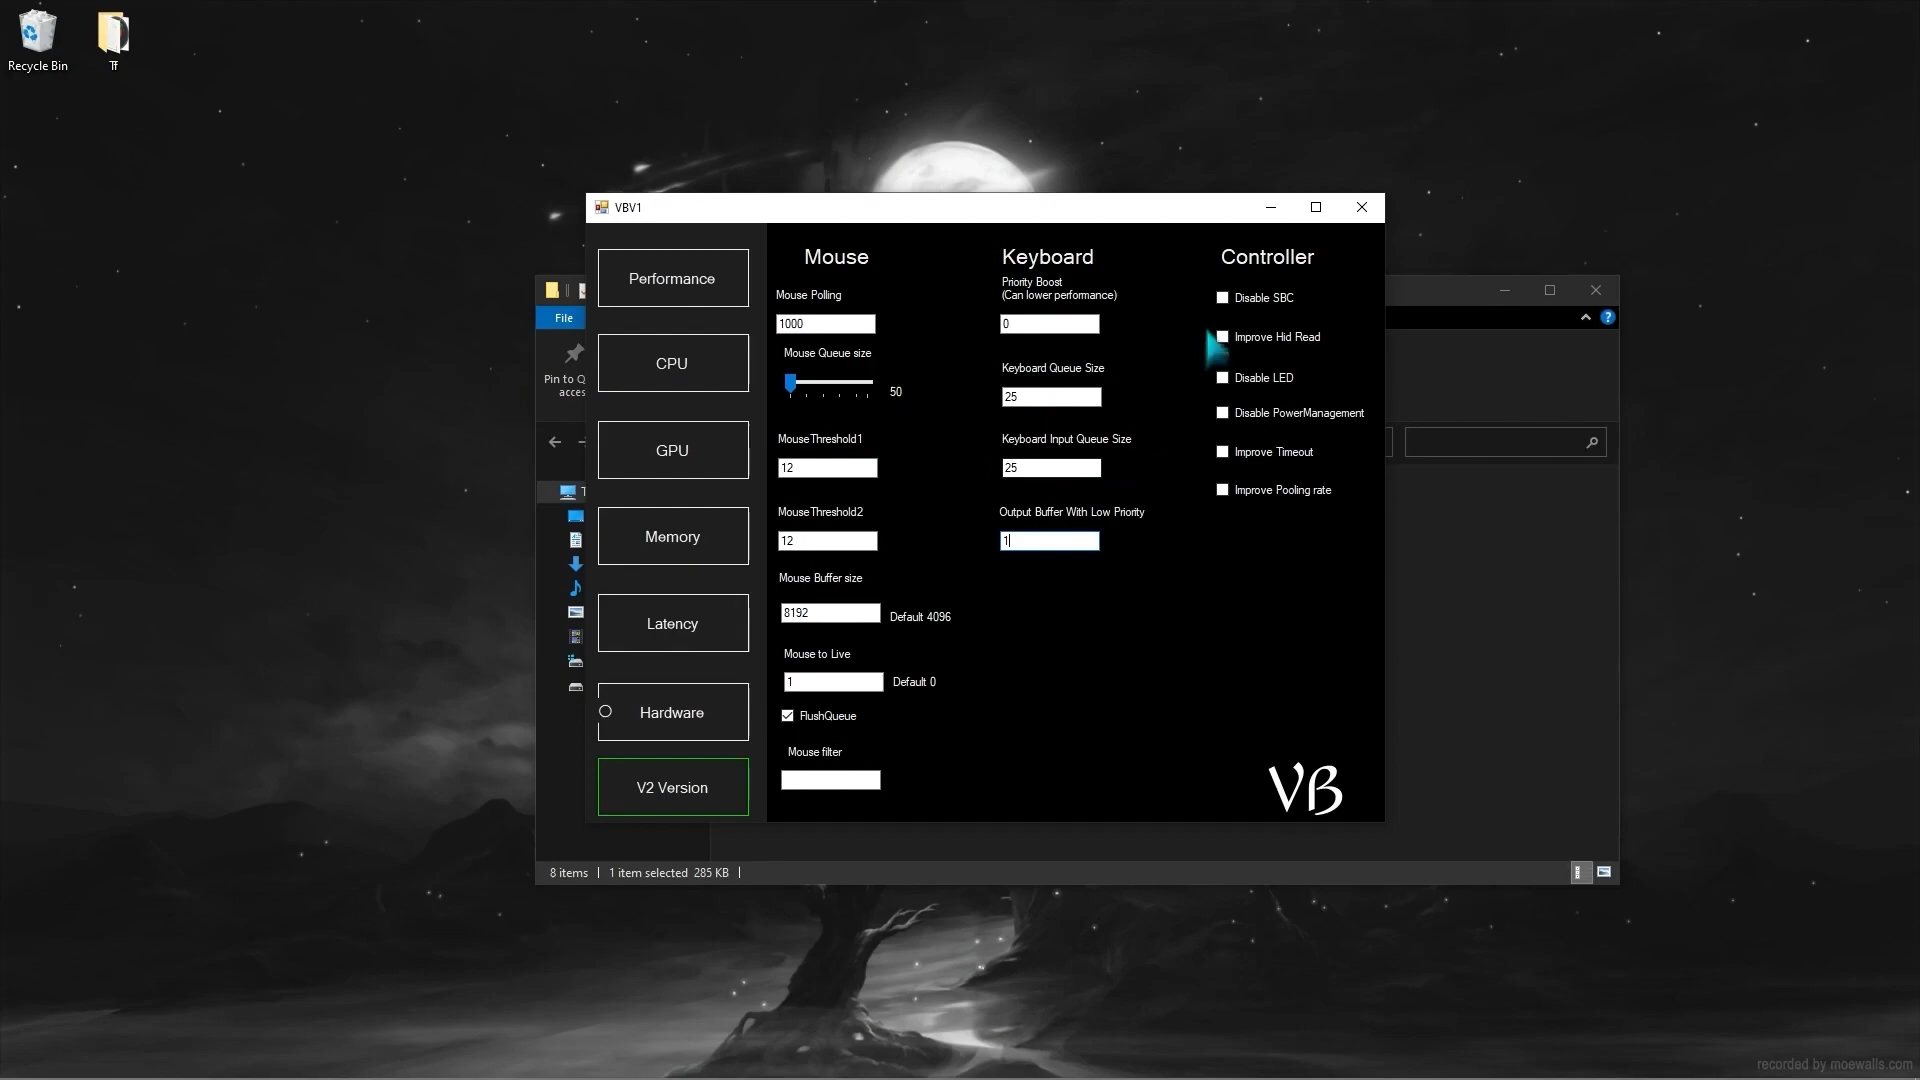 Recycle Bin
Tf
VBV1
File
Pin to Q
acces
8 items
1 item selected 285 KB
Performance
CPU
GPU
Memory
Latency
Hardware
V2 Version
Mouse
Mouse Polling
1000
Mouse Queue size
50
MouseThreshold1
12
MouseThreshold2
12
Mouse Buffer size
8192
Default 4096
Mouse to Live
1
Default 0
FlushQueue
Mouse filter
Keyboard
Priority Boost
(Can lower performance)
0
Keyboard Queue Size
25
Keyboard Input Queue Size
25
Output Buffer With Low Priority
1
Controller
Disable SBC
Improve Hid Read
Disable LED
Disable PowerManagement
Improve Timeout
Improve Pooling rate
VB
recorded by moewalls.com